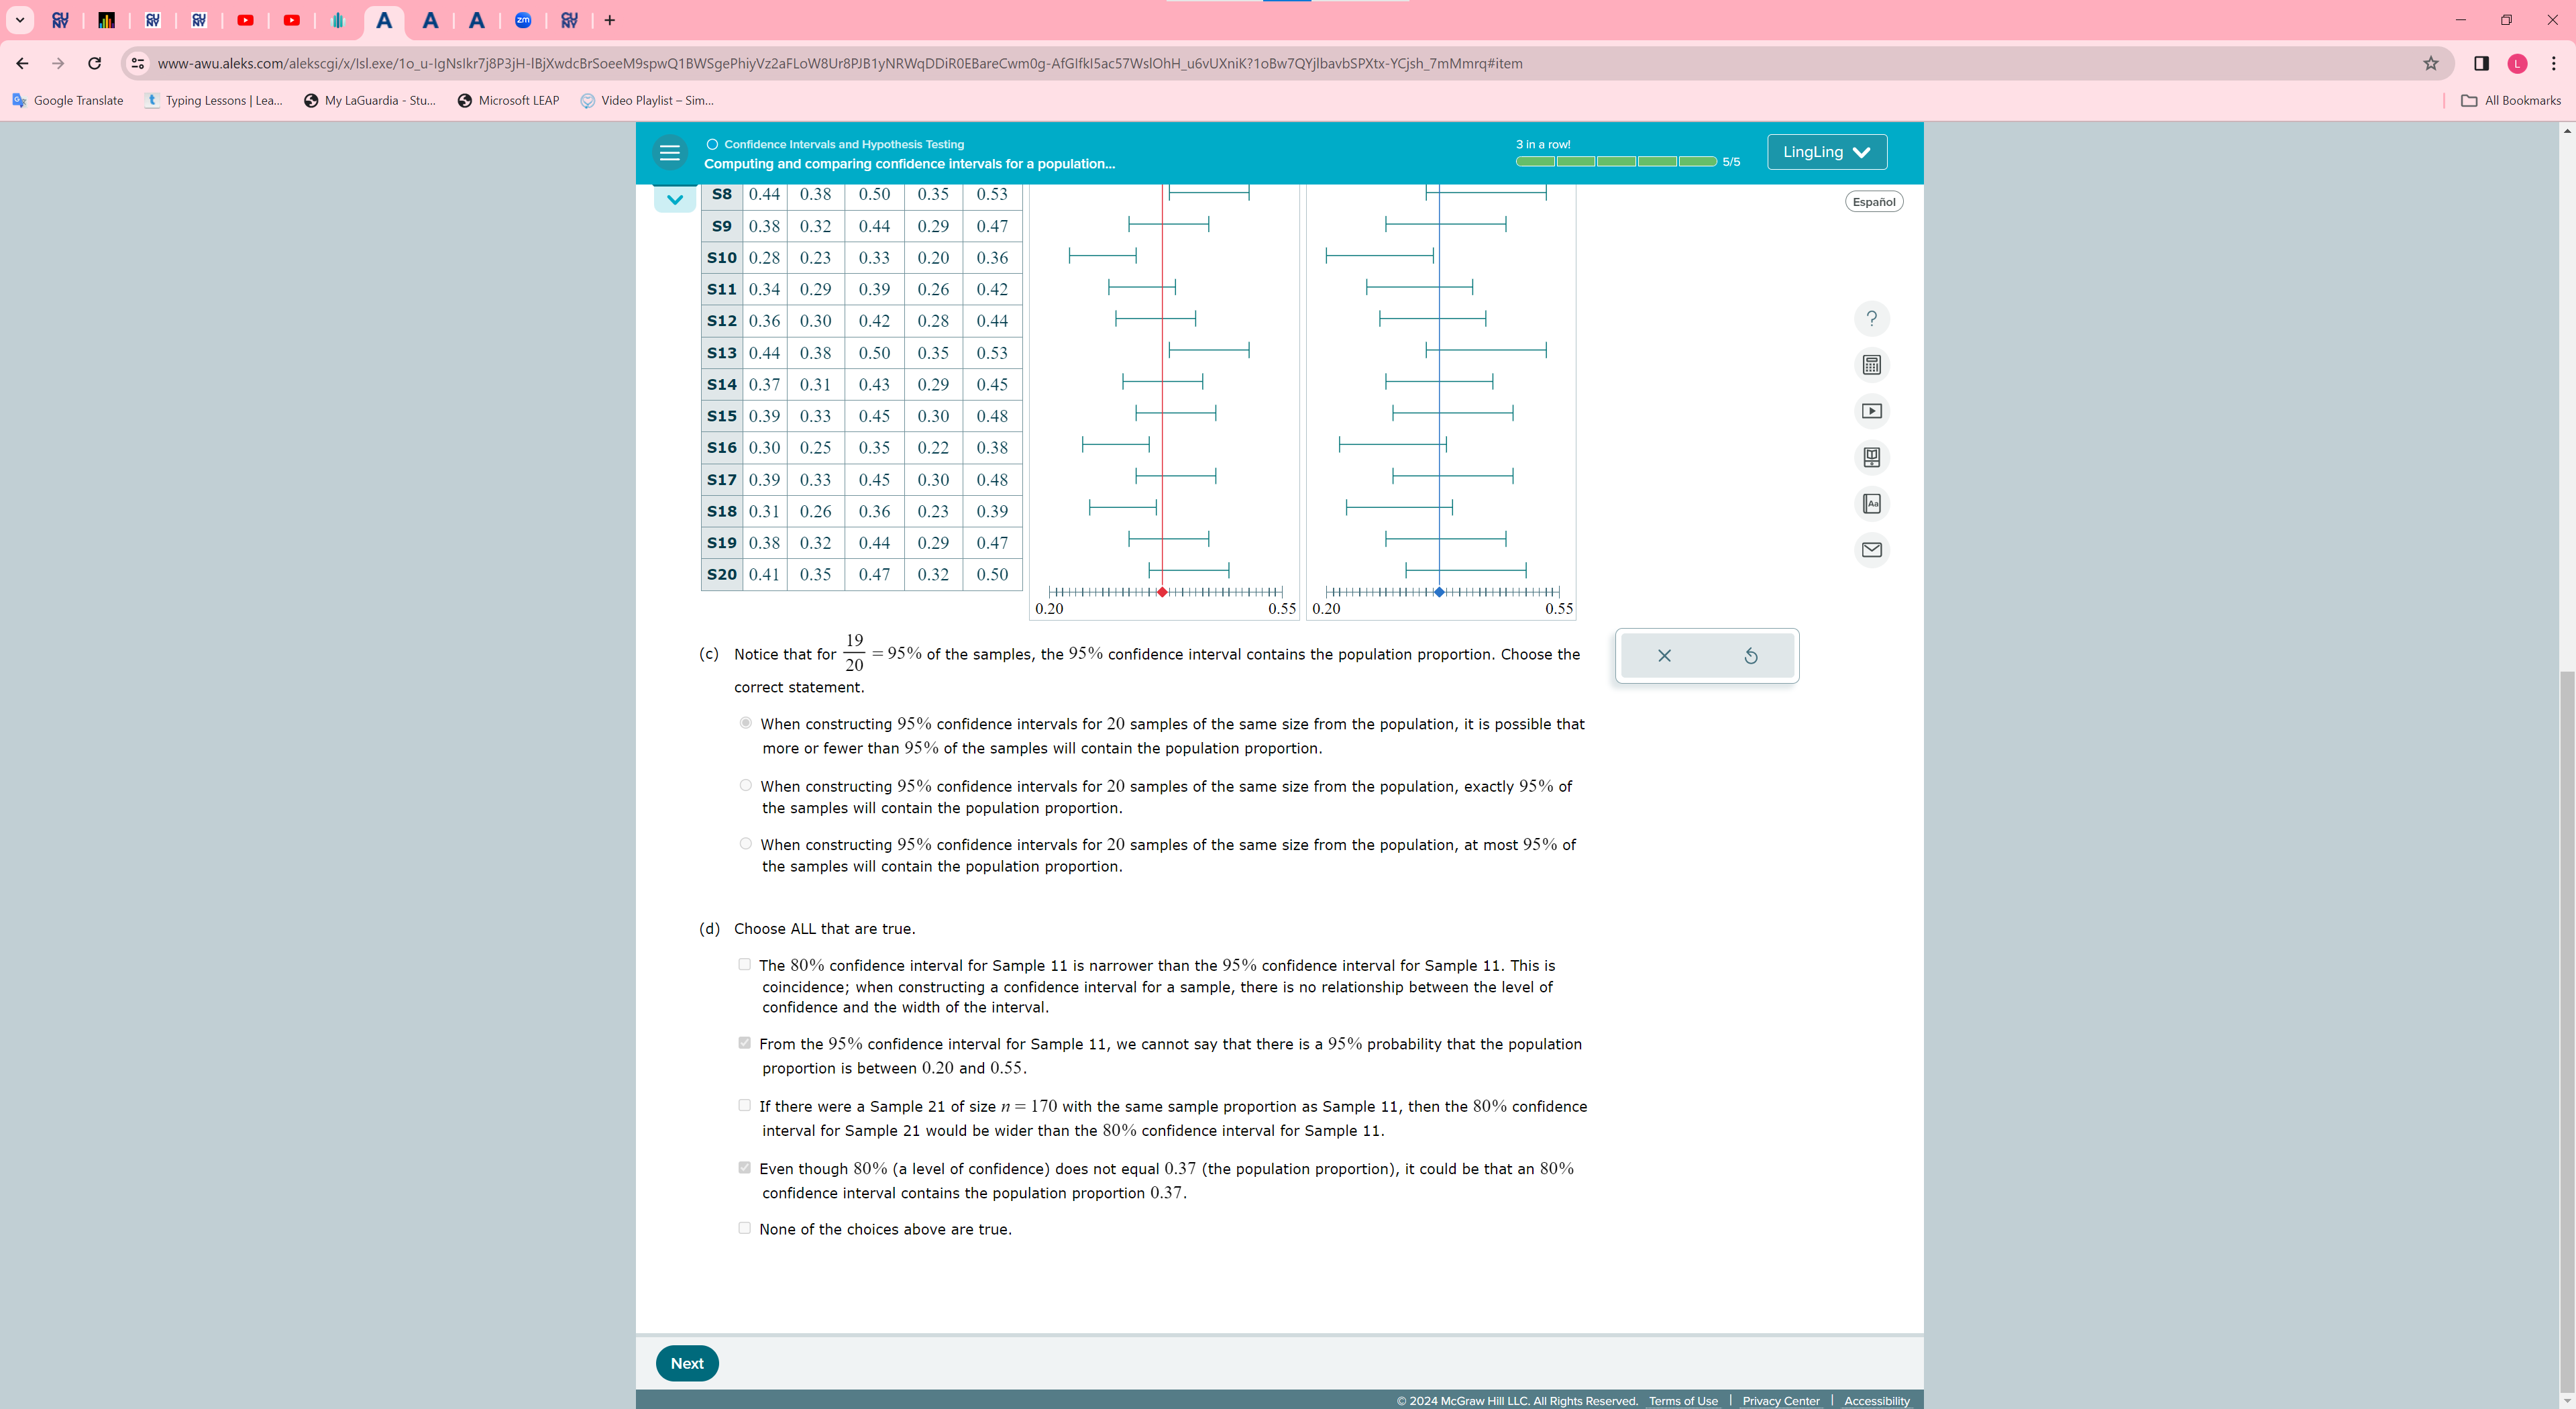 www-awu.aleks.com/alekscgi/x/Isl.exe/1o_u-IgNsIkr7j8P3jH-IBjXwdcBrSoeeM9spwQ1BWSgePhiyVz2aFLoW8Ur8PJB1yNRWqDDiR0EBareCwm0g-AfGIfkI5ac57WslOhH_u6vUXniK?1oBw7QYjlbavbSPXtx-YCjsh_7mMmrq#item
Google Translate Typing Lessons | Lea... My LaGuardia - Stu... Microsoft LEAP Video Playlist – Sim... All Bookmarks
Confidence Intervals and Hypothesis Testing
Computing and comparing confidence intervals for a population...
3 in a row!
5/5
LingLing
Español
S8 0.44 0.38 0.50 0.35 0.53
S9 0.38 0.32 0.44 0.29 0.47
S10 0.28 0.23 0.33 0.20 0.36
S11 0.34 0.29 0.39 0.26 0.42
S12 0.36 0.30 0.42 0.28 0.44
S13 0.44 0.38 0.50 0.35 0.53
S14 0.37 0.31 0.43 0.29 0.45
S15 0.39 0.33 0.45 0.30 0.48
S16 0.30 0.25 0.35 0.22 0.38
S17 0.39 0.33 0.45 0.30 0.48
S18 0.31 0.26 0.36 0.23 0.39
S19 0.38 0.32 0.44 0.29 0.47
S20 0.41 0.35 0.47 0.32 0.50
0.20 0.55 0.20 0.55
(c) Notice that for 19/20 = 95% of the samples, the 95% confidence interval contains the population proportion. Choose the
correct statement.
When constructing 95% confidence intervals for 20 samples of the same size from the population, it is possible that
more or fewer than 95% of the samples will contain the population proportion.
When constructing 95% confidence intervals for 20 samples of the same size from the population, exactly 95% of
the samples will contain the population proportion.
When constructing 95% confidence intervals for 20 samples of the same size from the population, at most 95% of
the samples will contain the population proportion.
(d) Choose ALL that are true.
The 80% confidence interval for Sample 11 is narrower than the 95% confidence interval for Sample 11. This is
coincidence; when constructing a confidence interval for a sample, there is no relationship between the level of
confidence and the width of the interval.
From the 95% confidence interval for Sample 11, we cannot say that there is a 95% probability that the population
proportion is between 0.20 and 0.55.
If there were a Sample 21 of size n = 170 with the same sample proportion as Sample 11, then the 80% confidence
interval for Sample 21 would be wider than the 80% confidence interval for Sample 11.
Even though 80% (a level of confidence) does not equal 0.37 (the population proportion), it could be that an 80%
confidence interval contains the population proportion 0.37.
None of the choices above are true.
Next
© 2024 McGraw Hill LLC. All Rights Reserved. Terms of Use | Privacy Center | Accessibility